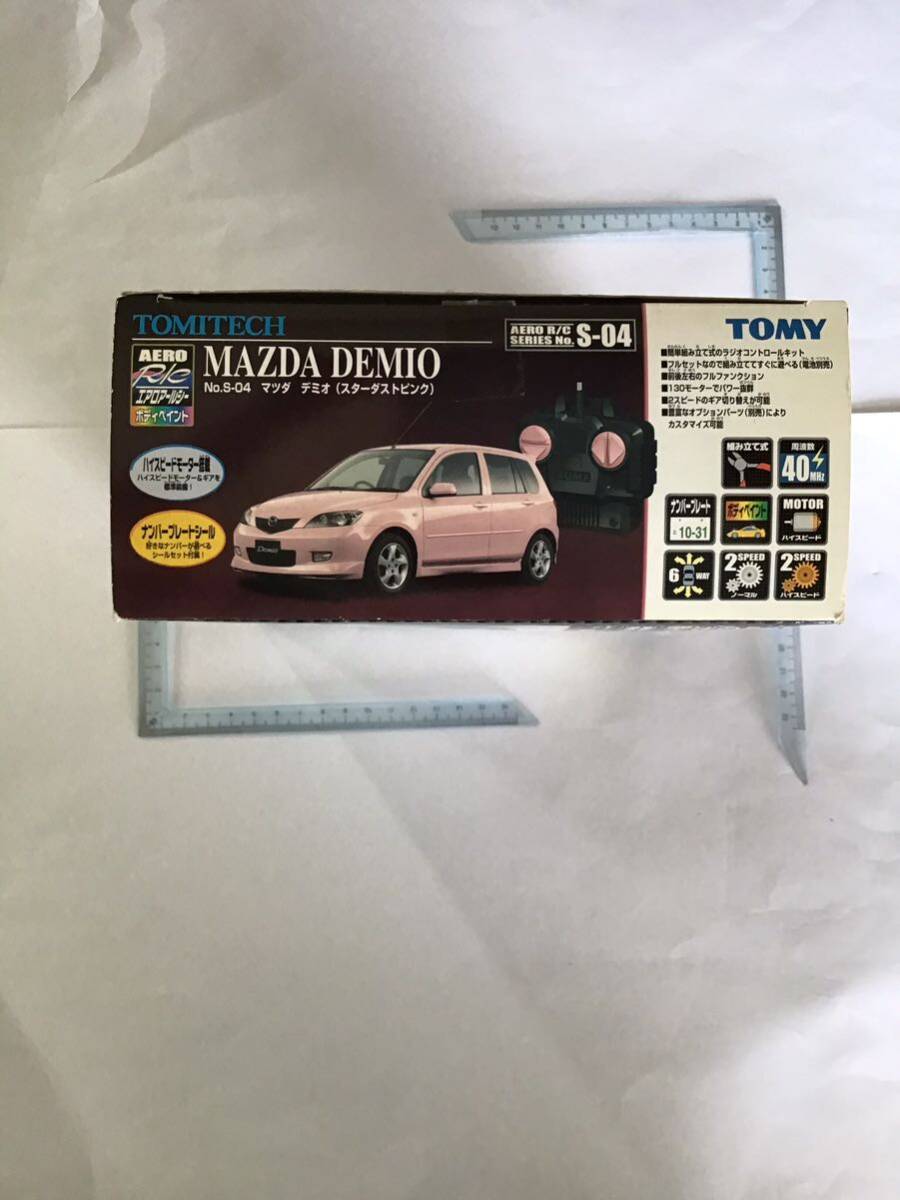 TOMITECH
AERO
R/C
エアロアールシー
ボディペイント
MAZDA DEMIO
No.S-04 マツダ デミオ (スターダストピンク)
AERO R/C
SERIES No. S-04
ハイスピードモーター搭載
ハイスピードモーター&ギアを
標準装備!
ナンバープレートシール
好きなナンバーが選べる
シールセット付属!
Demio
TOMY
■簡単組み立て式のラジオコントロールキット
■フルセットなので組み立ててすぐに遊べる(電池別売)
■前後左右のフルファンクション
■130モーターでパワー抜群
■2スピードのギア切り替えが可能
■豊富なオプションパーツ(別売)により
カスタマイズ可能
組み立て式
周波数
40MHz
ナンバープレート
10-31
ボディペイント
MOTOR
ハイスピード
6 WAY
2 SPEED
ノーマル
2 SPEED
ハイスピード